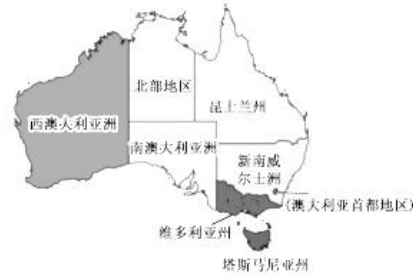 北部地区
昆士兰州
西澳大利亚洲
南澳大利亚洲
新南威
尔士洲
(澳大利亚首都地区)
维多利亚州
塔斯马尼亚州